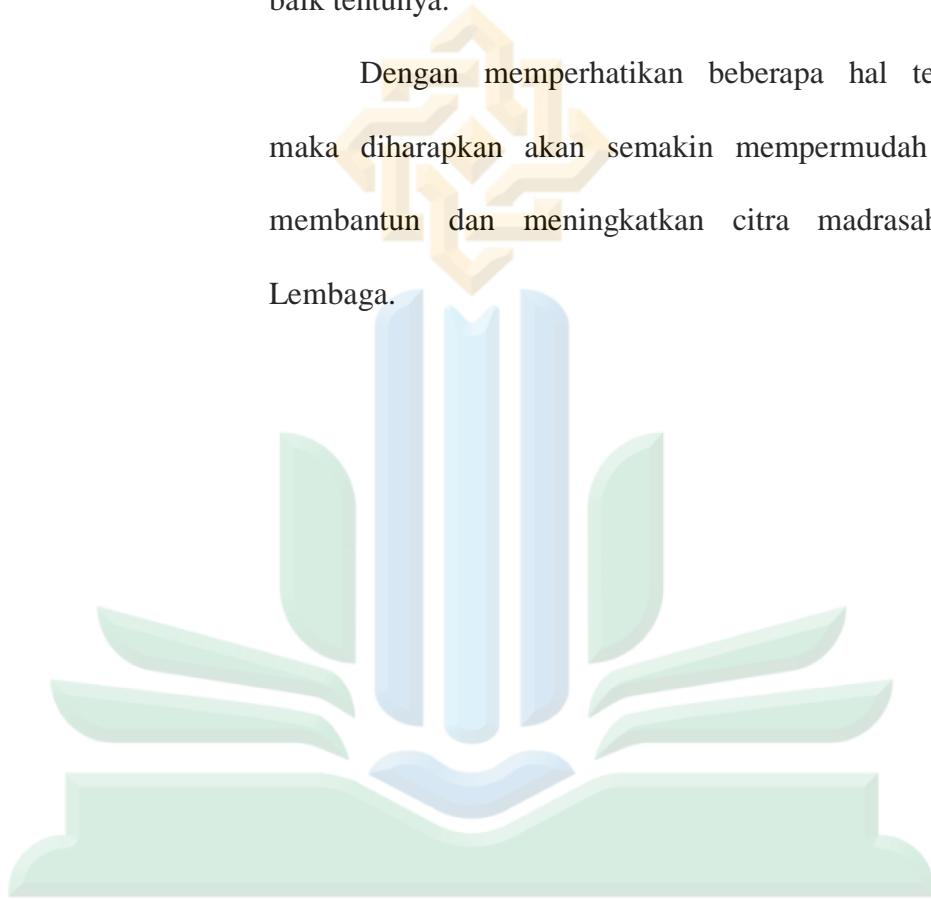 baik tentunya.
Dengan memperhatikan beberapa hal te
maka diharapkan akan semakin mempermudah
membantun dan meningkatkan citra madrasah
Lembaga.